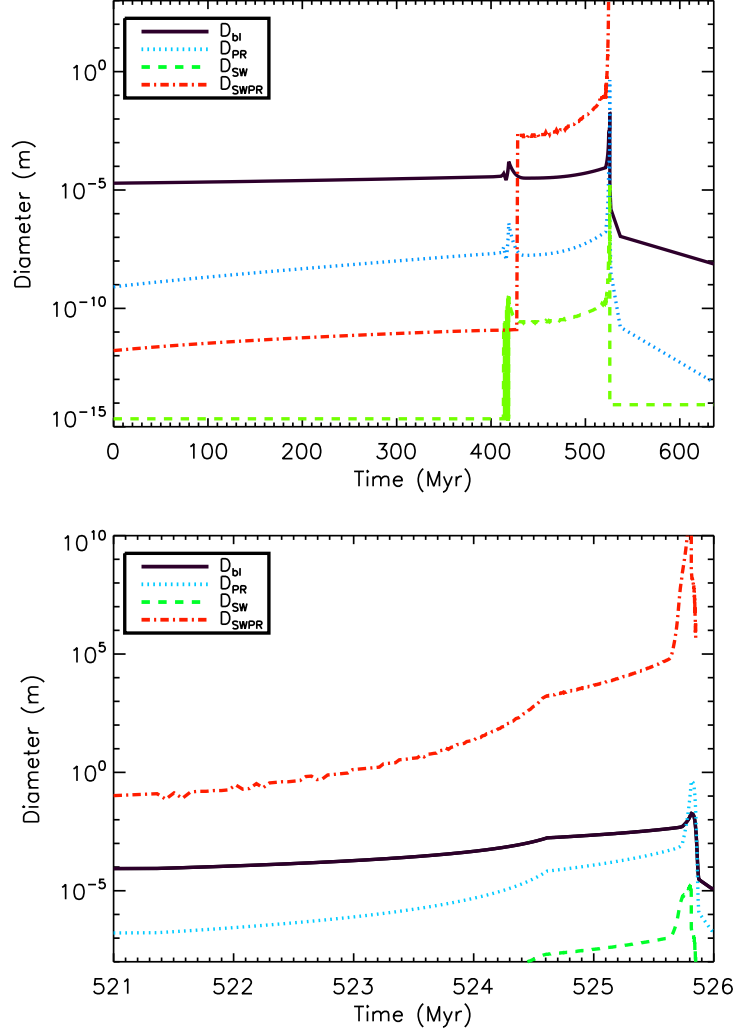 D_bl
D_PR
D_SW
D_SWPR
10^0
10^-5
10^-10
10^-15
Diameter (m)
0 100 200 300 400 500 600
Time (Myr)
10^10
D_bl
D_PR
D_SW
D_SWPR
10^5
10^0
10^-5
Diameter (m)
521 522 523 524 525 526
Time (Myr)